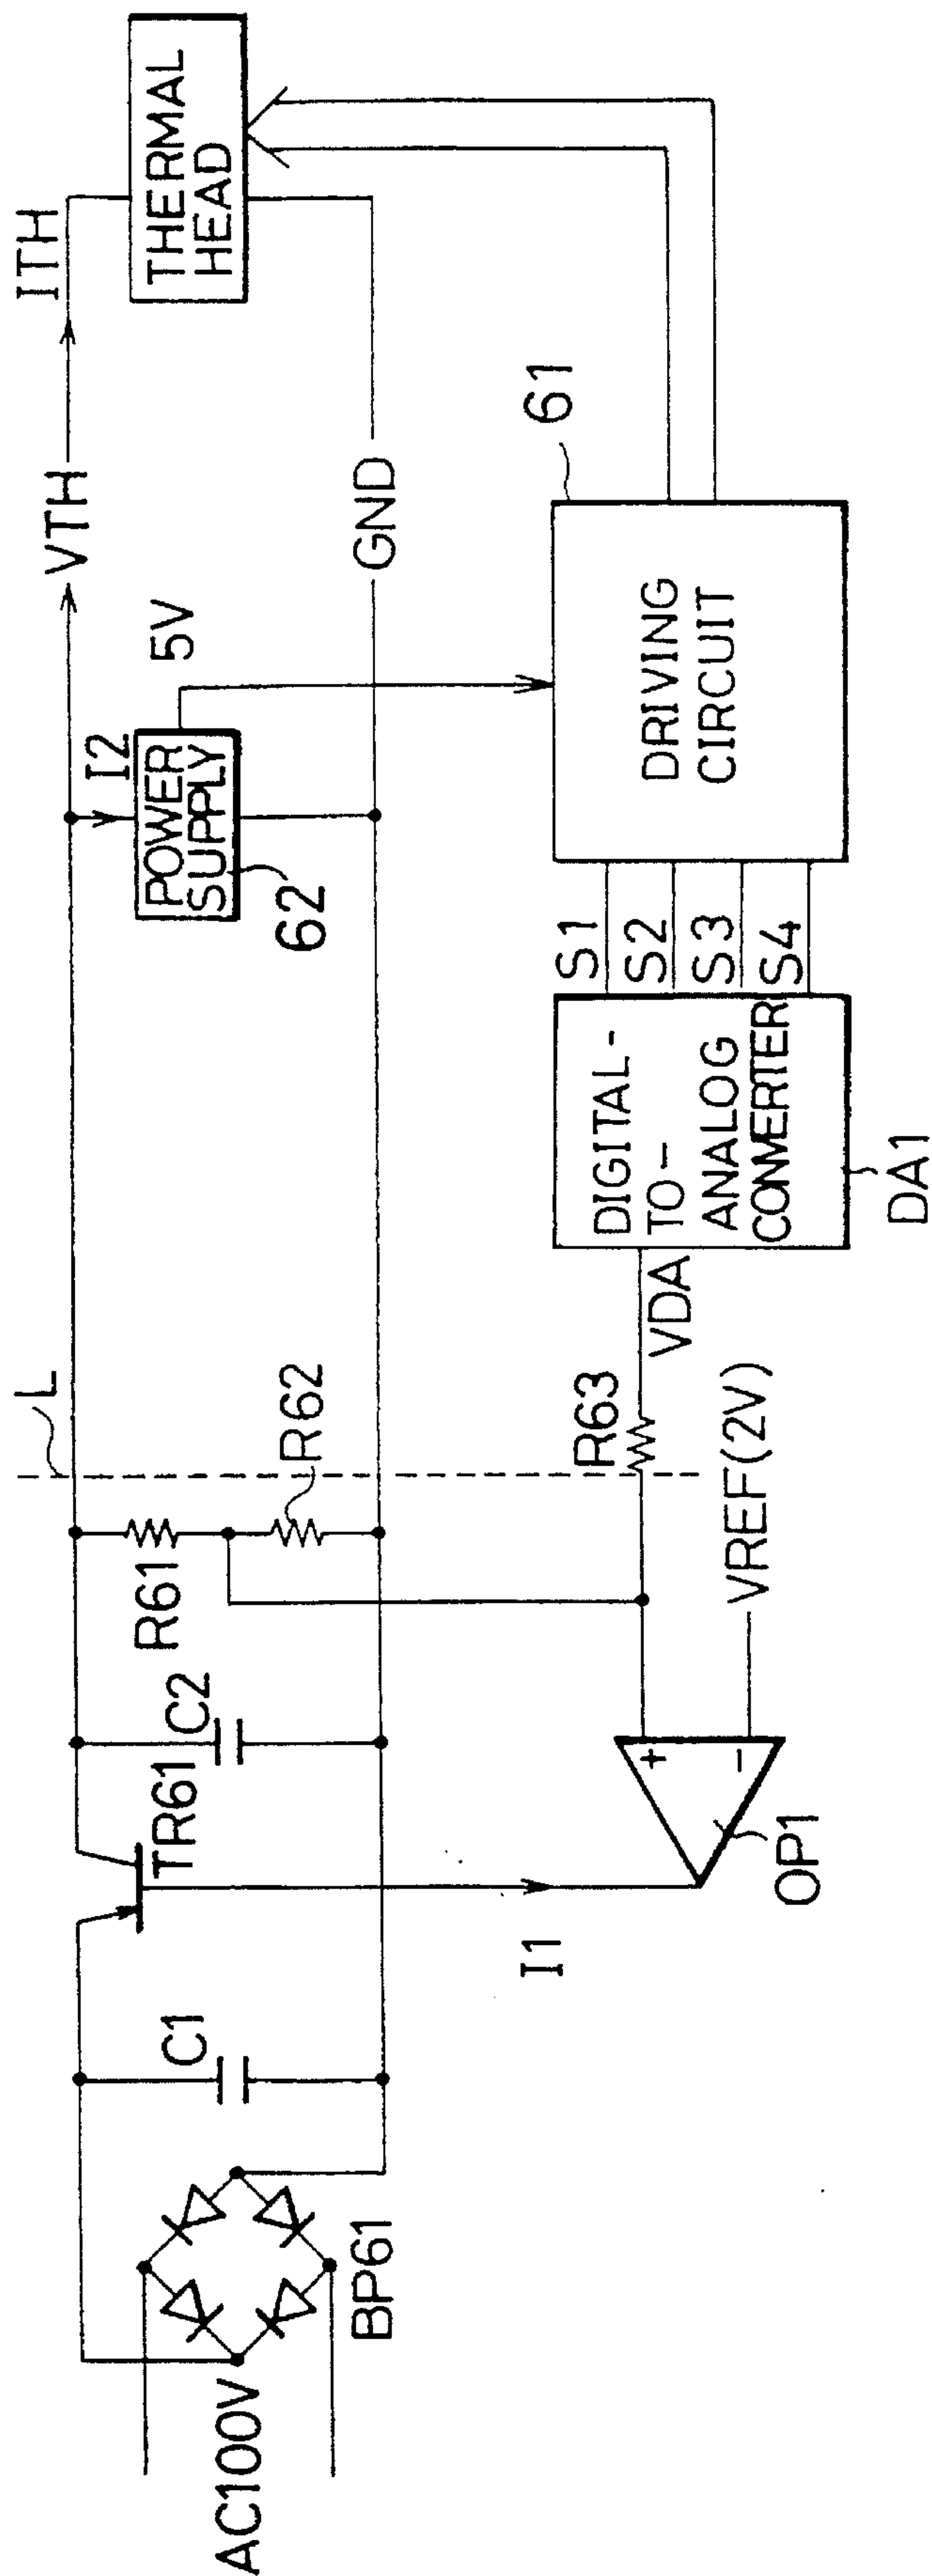 AC100V
BP61
C1
TR61
I1
C2
R61
R62
L
OP1
+
−
VREF(2V)
R63
VDA
DIGITAL-
TO-
ANALOG
CONVERTER
DA1
S1
S2
S3
S4
DRIVING
CIRCUIT
61
POWER
SUPPLY
62
I2
5V
VTH
GND
ITH
THERMAL
HEAD